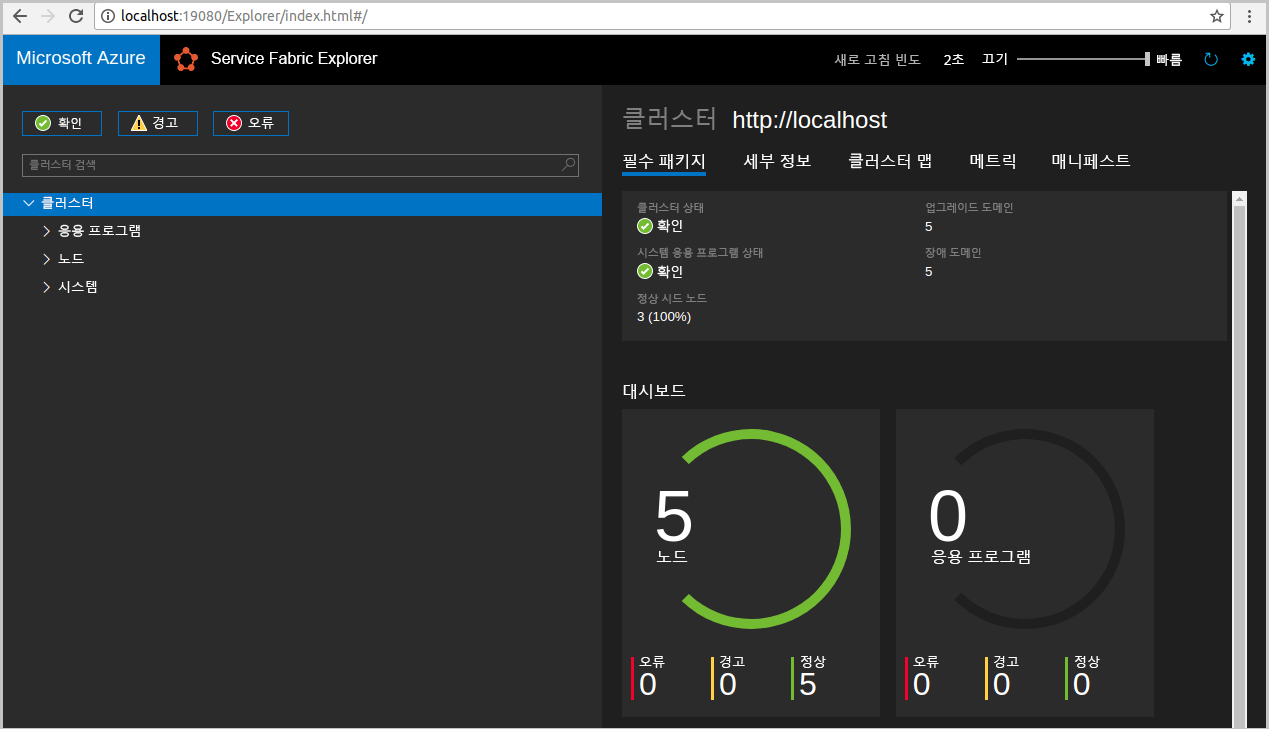 localhost:19080/Explorer/index.html#/
Microsoft Azure
Service Fabric Explorer
새로 고침 빈도 2초 끄기 빠름
확인 경고 오류
클러스터 검색
클러스터
응용 프로그램
노드
시스템
클러스터 http://localhost
필수 패키지 세부 정보 클러스터 맵 메트릭 매니페스트
클러스터 상태
확인
시스템 응용 프로그램 상태
확인
정상 시드 노드
3 (100%)
업그레이드 도메인
5
장애 도메인
5
대시보드
5
노드
오류 경고 정상
0 0 5
0
응용 프로그램
오류 경고 정상
0 0 0